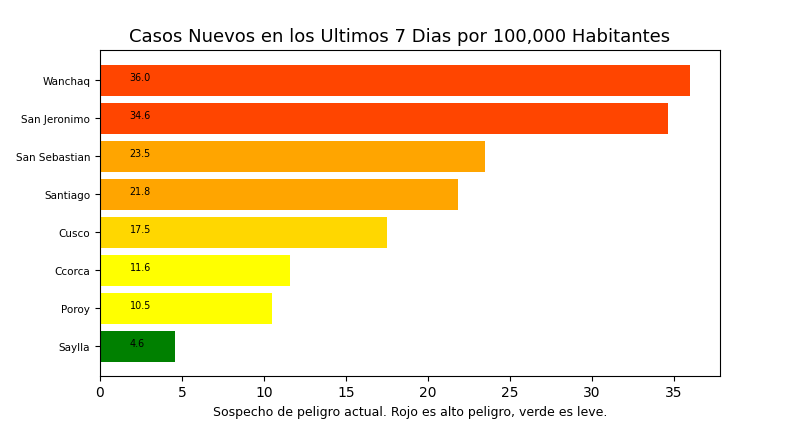 Casos Nuevos en los Ultimos 7 Dias por 100,000 Habitantes
Wanchaq 36.0
San Jeronimo 34.6
San Sebastian 23.5
Santiago 21.8
Cusco 17.5
Ccorca 11.6
Poroy 10.5
Saylla 4.6
0 5 10 15 20 25 30 35
Sospecho de peligro actual. Rojo es alto peligro, verde es leve.